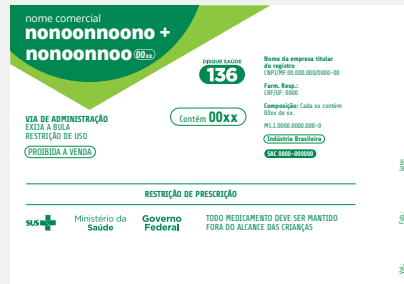 nome comercial
nonoonnoono +
nonoonnoo 00xx
DISQUE SAÚDE
136
Nome da empresa titular
do registro
CNPJ/MF:00.000.000/0000-00
Farm. Resp.:
CRF/UF: 0000
Composição: Cada xx contém
00xx de xx.
MS.1.0000.0000.000-0
Indústria Brasileira
SAC 0800-000000
VIA DE ADMINISTRAÇÃO
EXIJA A BULA
RESTRIÇÃO DE USO
PROIBIDA A VENDA
Contém 00xx
RESTRIÇÃO DE PRESCRIÇÃO
SUS
Ministério da
Saúde
Governo
Federal
TODO MEDICAMENTO DEVE SER MANTIDO
FORA DO ALCANCE DAS CRIANÇAS
Lote:
Fab.:
Val.: